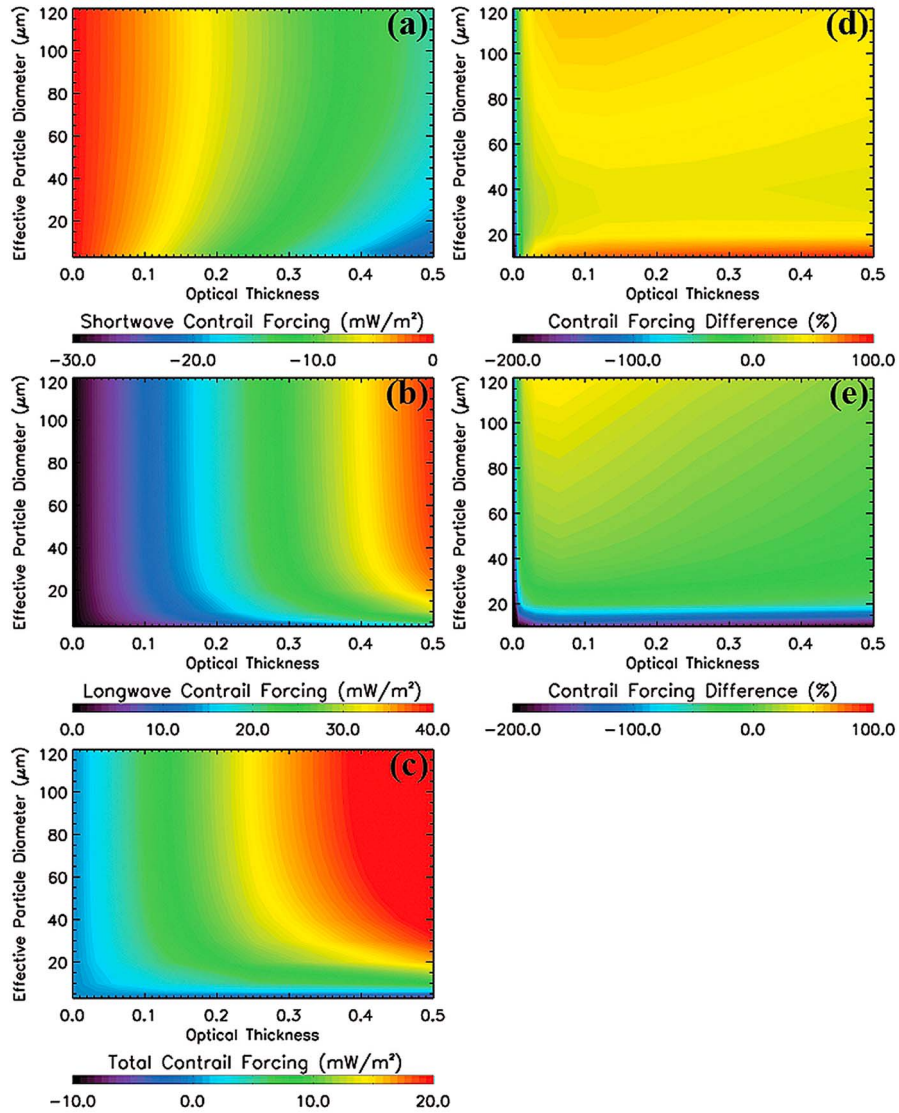 (a)
Effective Particle Diameter (μm)
120
100
80
60
40
20
0.0 0.1 0.2 0.3 0.4 0.5
Optical Thickness
Shortwave Contrail Forcing (mW/m²)
−30.0 −20.0 −10.0 0
(d)
Effective Particle Diameter (μm)
120
100
80
60
40
20
0.0 0.1 0.2 0.3 0.4 0.5
Optical Thickness
Contrail Forcing Difference (%)
−200.0 −100.0 0.0 100.0
(b)
Effective Particle Diameter (μm)
120
100
80
60
40
20
0.0 0.1 0.2 0.3 0.4 0.5
Optical Thickness
Longwave Contrail Forcing (mW/m²)
0.0 10.0 20.0 30.0 40.0
(e)
Effective Particle Diameter (μm)
120
100
80
60
40
20
0.0 0.1 0.2 0.3 0.4 0.5
Optical Thickness
Contrail Forcing Difference (%)
−200.0 −100.0 0.0 100.0
(c)
Effective Particle Diameter (μm)
120
100
80
60
40
20
0.0 0.1 0.2 0.3 0.4 0.5
Optical Thickness
Total Contrail Forcing (mW/m²)
−10.0 0.0 10.0 20.0